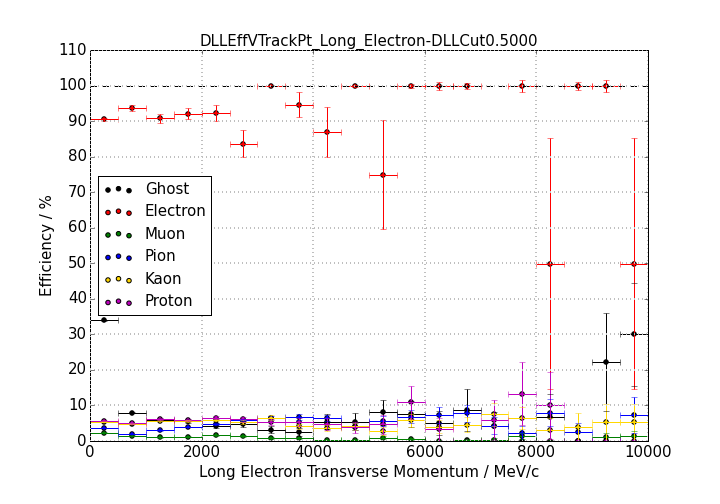 DLLEffVTrackPt_Long_Electron-DLLCut0.5000
110
100
90
80
70
60
50
40
30
20
10
0
Efficiency / %
Ghost
Electron
Muon
Pion
Kaon
Proton
0 2000 4000 6000 8000 10000
Long Electron Transverse Momentum / MeV/c